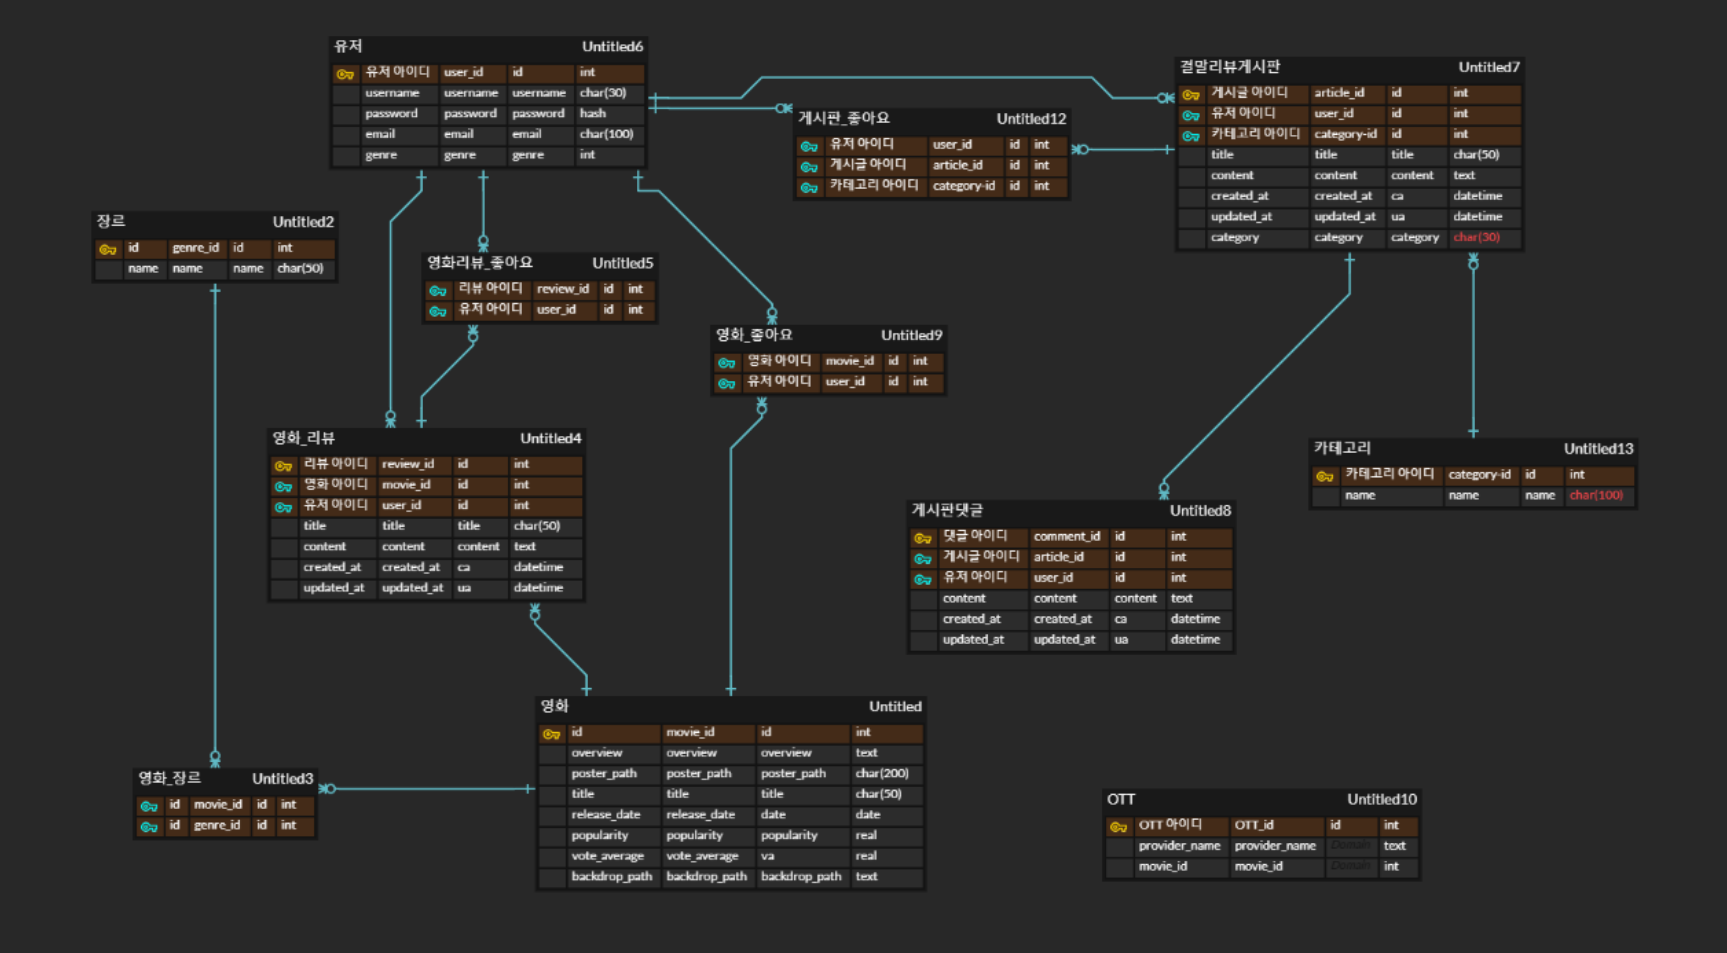 유저 Untitled6
유저 아이디 user_id id int
username username username char(30)
password password password hash
email email email char(100)
genre genre genre int
결말리뷰게시판 Untitled7
게시글 아이디 article_id id int
유저 아이디 user_id id int
카테고리 아이디 category-id id int
title title title char(50)
content content content text
created_at created_at ca datetime
updated_at updated_at ua datetime
category category category char(30)
게시판_좋아요 Untitled12
유저 아이디 user_id id int
게시글 아이디 article_id id int
카테고리 아이디 category-id id int
장르 Untitled2
id genre_id id int
name name name char(50)
영화리뷰_좋아요 Untitled5
리뷰 아이디 review_id id int
유저 아이디 user_id id int
영화_좋아요 Untitled9
영화 아이디 movie_id id int
유저 아이디 user_id id int
영화_리뷰 Untitled4
리뷰 아이디 review_id id int
영화 아이디 movie_id id int
유저 아이디 user_id id int
title title title char(50)
content content content text
created_at created_at ca datetime
updated_at updated_at ua datetime
카테고리 Untitled13
카테고리 아이디 category-id id int
name name name char(100)
게시판댓글 Untitled8
댓글 아이디 comment_id id int
게시글 아이디 article_id id int
유저 아이디 user_id id int
content content content text
created_at created_at ca datetime
updated_at updated_at ua datetime
영화 Untitled
id movie_id id int
overview overview overview text
poster_path poster_path poster_path char(200)
title title title char(50)
release_date release_date date date
popularity popularity popularity real
vote_average vote_average va real
backdrop_path backdrop_path backdrop_path text
영화_장르 Untitled3
id movie_id id int
id genre_id id int
OTT Untitled10
OTT 아이디 OTT_id id int
provider_name provider_name Domain text
movie_id movie_id Domain int